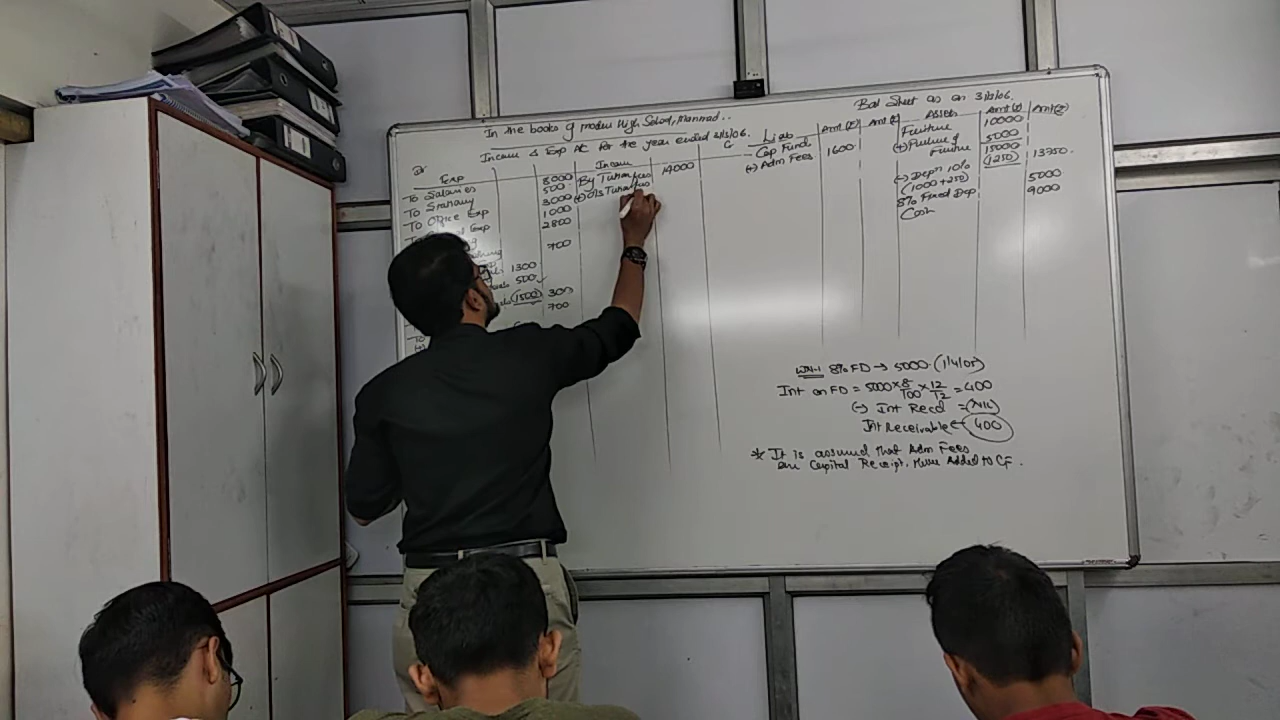 In the books of modern High School,
Income & Exp A/c for the year ended 31/3/06.
Dr
Cr
Exp
Income
To Salaries 8000
To 500
To Office Exp 3000
Exp 1000
2800
700
1300
500
(1500) 300
700
By Tution fees 14000
(+) O/s Tution fees
Bal Sheet as on 31/3/06.
Liab Amt(₹) Amt(₹)
Cap Fund
(+) Adm Fees 1600
Assets Amt(₹) Amt(₹)
Furniture 10000
(+) Purchase of
Furniture 5000
15000
(-) Depn 10% (1250) 13750.
(1000+250)
8% Fixed Dep 5000
Cash 9000
WN-1 8% FD → 5000 (1/4/05)
Int on FD = 5000 × 8/100 × 12/12 = 400
(-) Int Recd = (NIL)
Int Receivable 400
* It is assumed that Adm Fees
are Capital Receipt, Hence Added to CF.